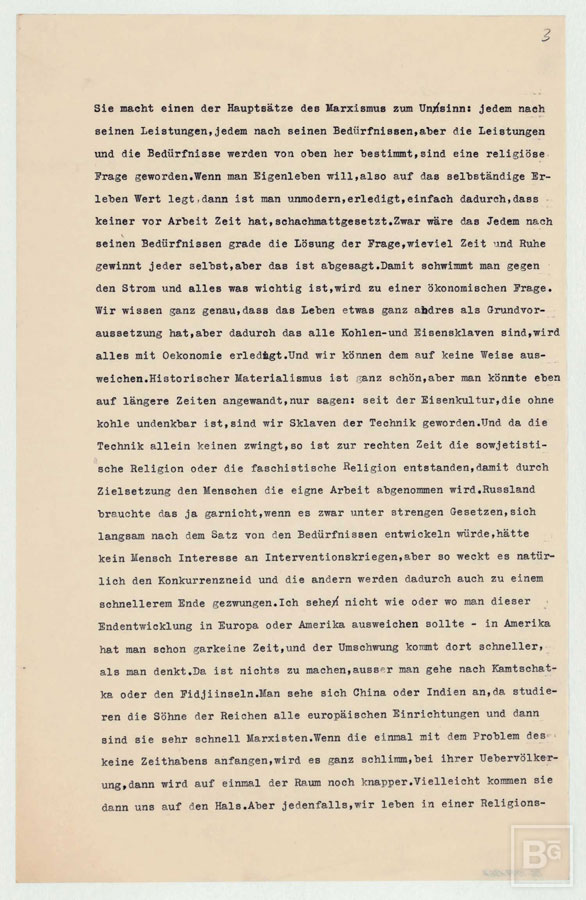 3
Sie macht einen der Hauptsätze des Marxismus zum Unsinn: jedem nach
seinen Leistungen,jedem nach seinen Bedürfnissen,aber die Leistungen
und die Bedürfnisse werden von oben her bestimmt,sind eine religiöse
Frage geworden.Wenn man Eigenleben will,also auf das selbständige Er-
leben Wert legt,dann ist man unmodern,erledigt,einfach dadurch,dass
keiner vor Arbeit Zeit hat,schachmattgesetzt.Zwar wäre das Jedem nach
seinen Bedürfnissen grade die Lösung der Frage,wieviel Zeit und Ruhe
gewinnt jeder selbst,aber das ist abgesagt.Damit schwimmt man gegen
den Strom und alles was wichtig ist,wird zu einer ökonomischen Frage.
Wir wissen ganz genau,dass das Leben etwas ganz andres als Grundvor-
aussetzung hat,aber dadurch das alle Kohlen-und Eisensklaven sind,wird
alles mit Oekonomie erledigt.Und wir können dem auf keine Weise aus-
weichen.Historischer Materialismus ist ganz schön,aber man könnte eben
auf längere Zeiten angewandt,nur sagen: seit der Eisenkultur,die ohne
kohle undenkbar ist,sind wir Sklaven der Technik geworden.Und da die
Technik allein keinen zwingt,so ist zur rechten Zeit die sowjetisti-
sche Religion oder die faschistische Religion entstanden,damit durch
Zielsetzung den Menschen die eigne Arbeit abgenommen wird.Russland
brauchte das ja garnicht,wenn es zwar unter strengen Gesetzen,sich
langsam nach dem Satz von den Bedürfnissen entwickeln würde,hätte
kein Mensch Interesse an Interventionskriegen,aber so weckt es natür-
lich den Konkurrenzneid und die andern werden dadurch auch zu einem
schnellerem Ende gezwungen.Ich sehe nicht wie oder wo man dieser
Endentwicklung in Europa oder Amerika ausweichen sollte - in Amerika
hat man schon garkeine Zeit,und der Umschwung kommt dort schneller,
als man denkt.Da ist nichts zu machen,ausser man gehe nach Kamtschat-
ka oder den Fidjiinseln.Man sehe sich China oder Indien an,da studie-
ren die Söhne der Reichen alle europäischen Einrichtungen und dann
sind sie sehr schnell Marxisten.Wenn die einmal mit dem Problem des
keine Zeithabens anfangen,wird es ganz schlimm,bei ihrer Uebervölker-
ung,dann wird auf einmal der Raum noch knapper.Vielleicht kommen sie
dann uns auf den Hals.Aber jedenfalls,wir leben in einer Religions-
BG